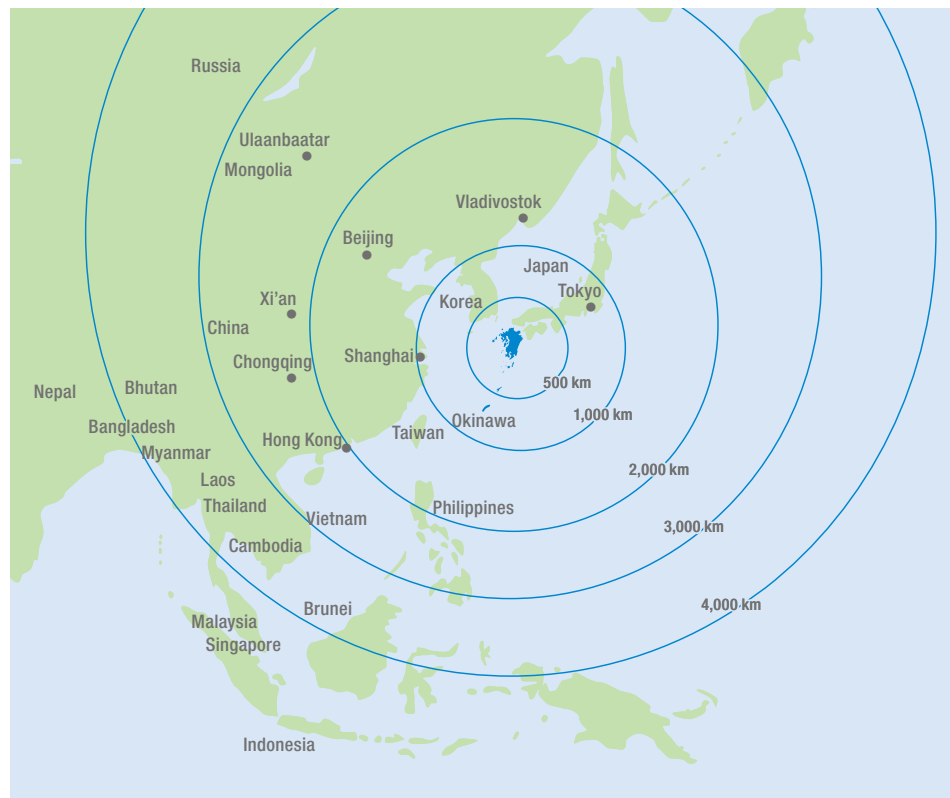 Russia
Ulaanbaatar
Mongolia
Vladivostok
Beijing
Japan
Tokyo
Korea
Xi'an
China
Shanghai
Chongqing
500 km
Nepal
Bhutan
1,000 km
Okinawa
Bangladesh
Taiwan
Hong Kong
Myanmar
2,000 km
Laos
Thailand
Philippines
Vietnam
3,000 km
Cambodia
4,000 km
Brunei
Malaysia
Singapore
Indonesia